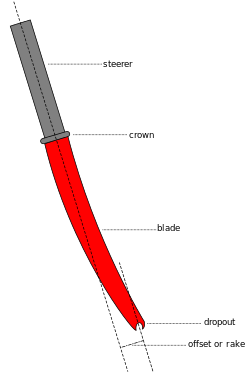 steerer
crown
blade
dropout
offset or rake